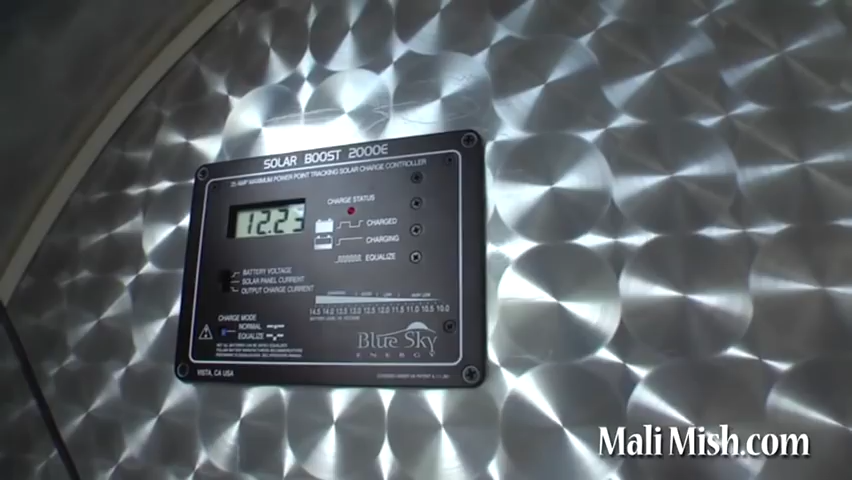 SOLAR BOOST 2000E
25 AMP MAXIMUM POWER POINT TRACKING SOLAR CHARGE CONTROLLER
CHARGE STATUS
12.23
CHARGED
CHARGING
EQUALIZE
BATTERY VOLTAGE
SOLAR PANEL CURRENT
OUTPUT CHARGE CURRENT
14.5 14.0 13.5 13.0 12.5 12.0 11.5 11.0 10.5 10.0
CHARGE MODE
NORMAL
EQUALIZE
Blue Sky
ENERGY
VISTA, CA USA
Mali Mish.com